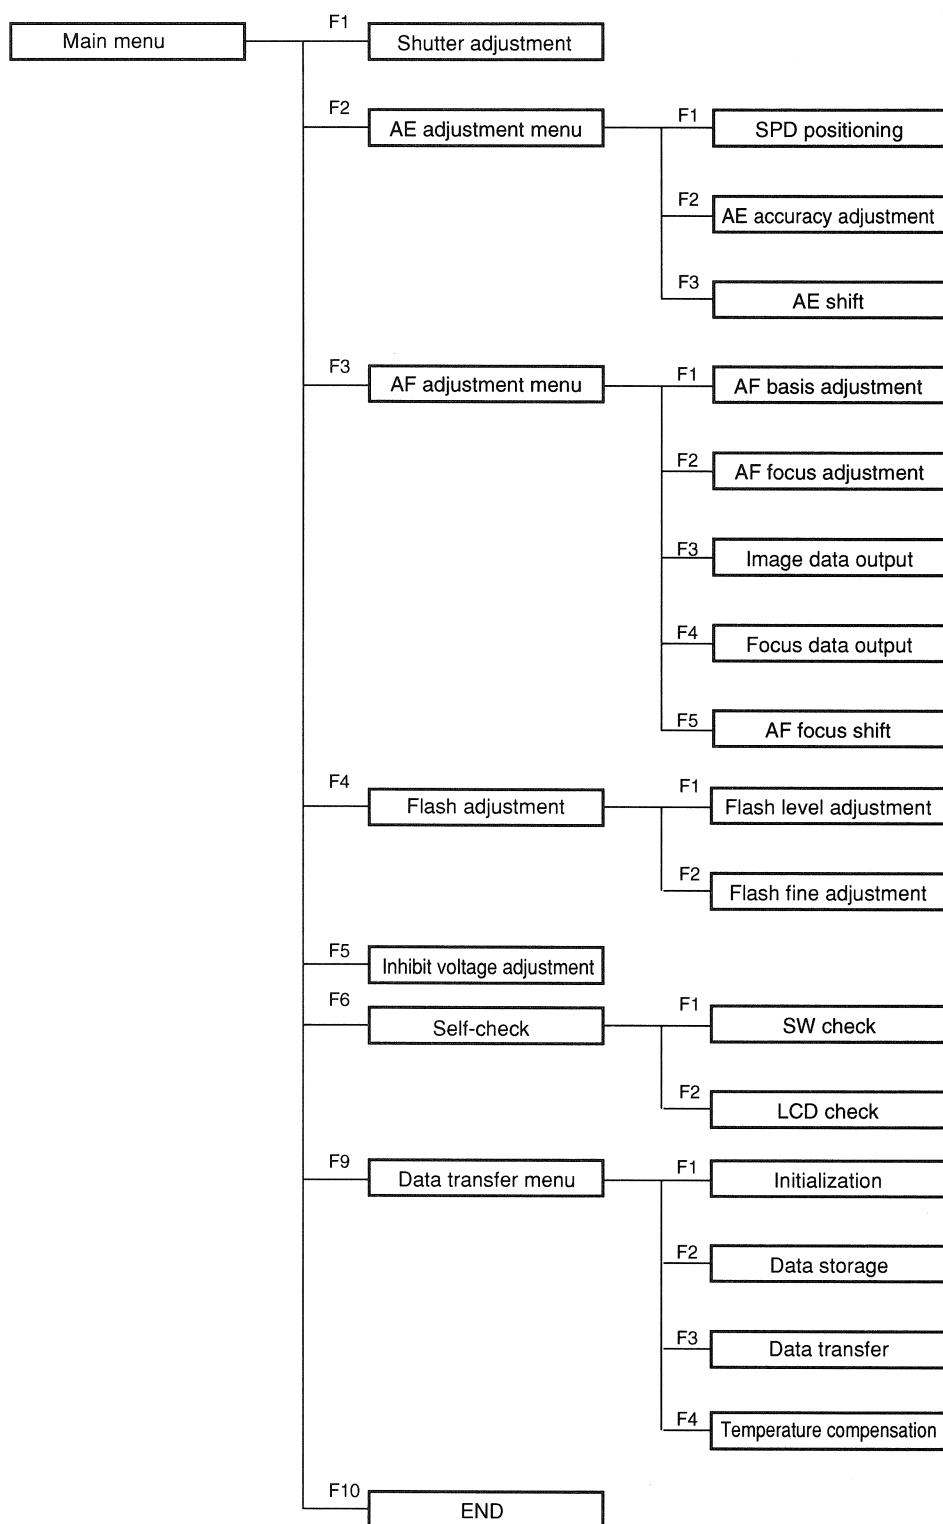 Main menu
F1
Shutter adjustment
F2
AE adjustment menu
F1
SPD positioning
F2
AE accuracy adjustment
F3
AE shift
F3
AF adjustment menu
F1
AF basis adjustment
F2
AF focus adjustment
F3
Image data output
F4
Focus data output
F5
AF focus shift
F4
Flash adjustment
F1
Flash level adjustment
F2
Flash fine adjustment
F5
Inhibit voltage adjustment
F6
Self-check
F1
SW check
F2
LCD check
F9
Data transfer menu
F1
Initialization
F2
Data storage
F3
Data transfer
F4
Temperature compensation
F10
END